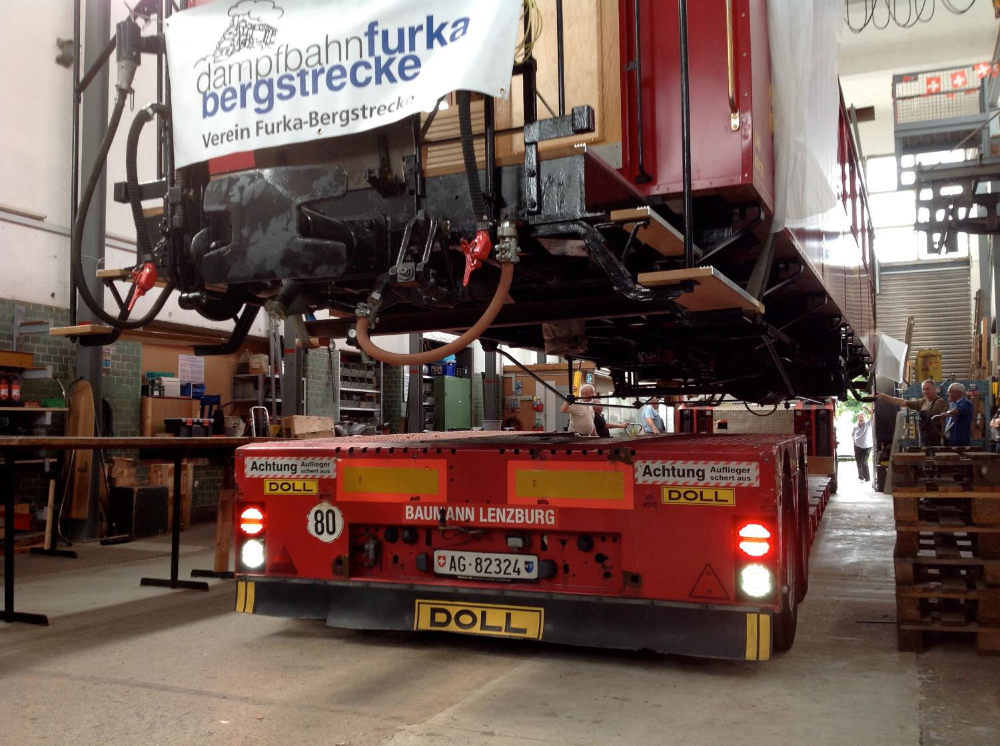 dampfbahnfurka
bergstrecke
Verein Furka-Bergstrecke
Achtung Auflieger
schert aus
DOLL
Achtung Auflieger
schert aus
DOLL
80
BAUMANN LENZBURG
AG·82324
DOLL